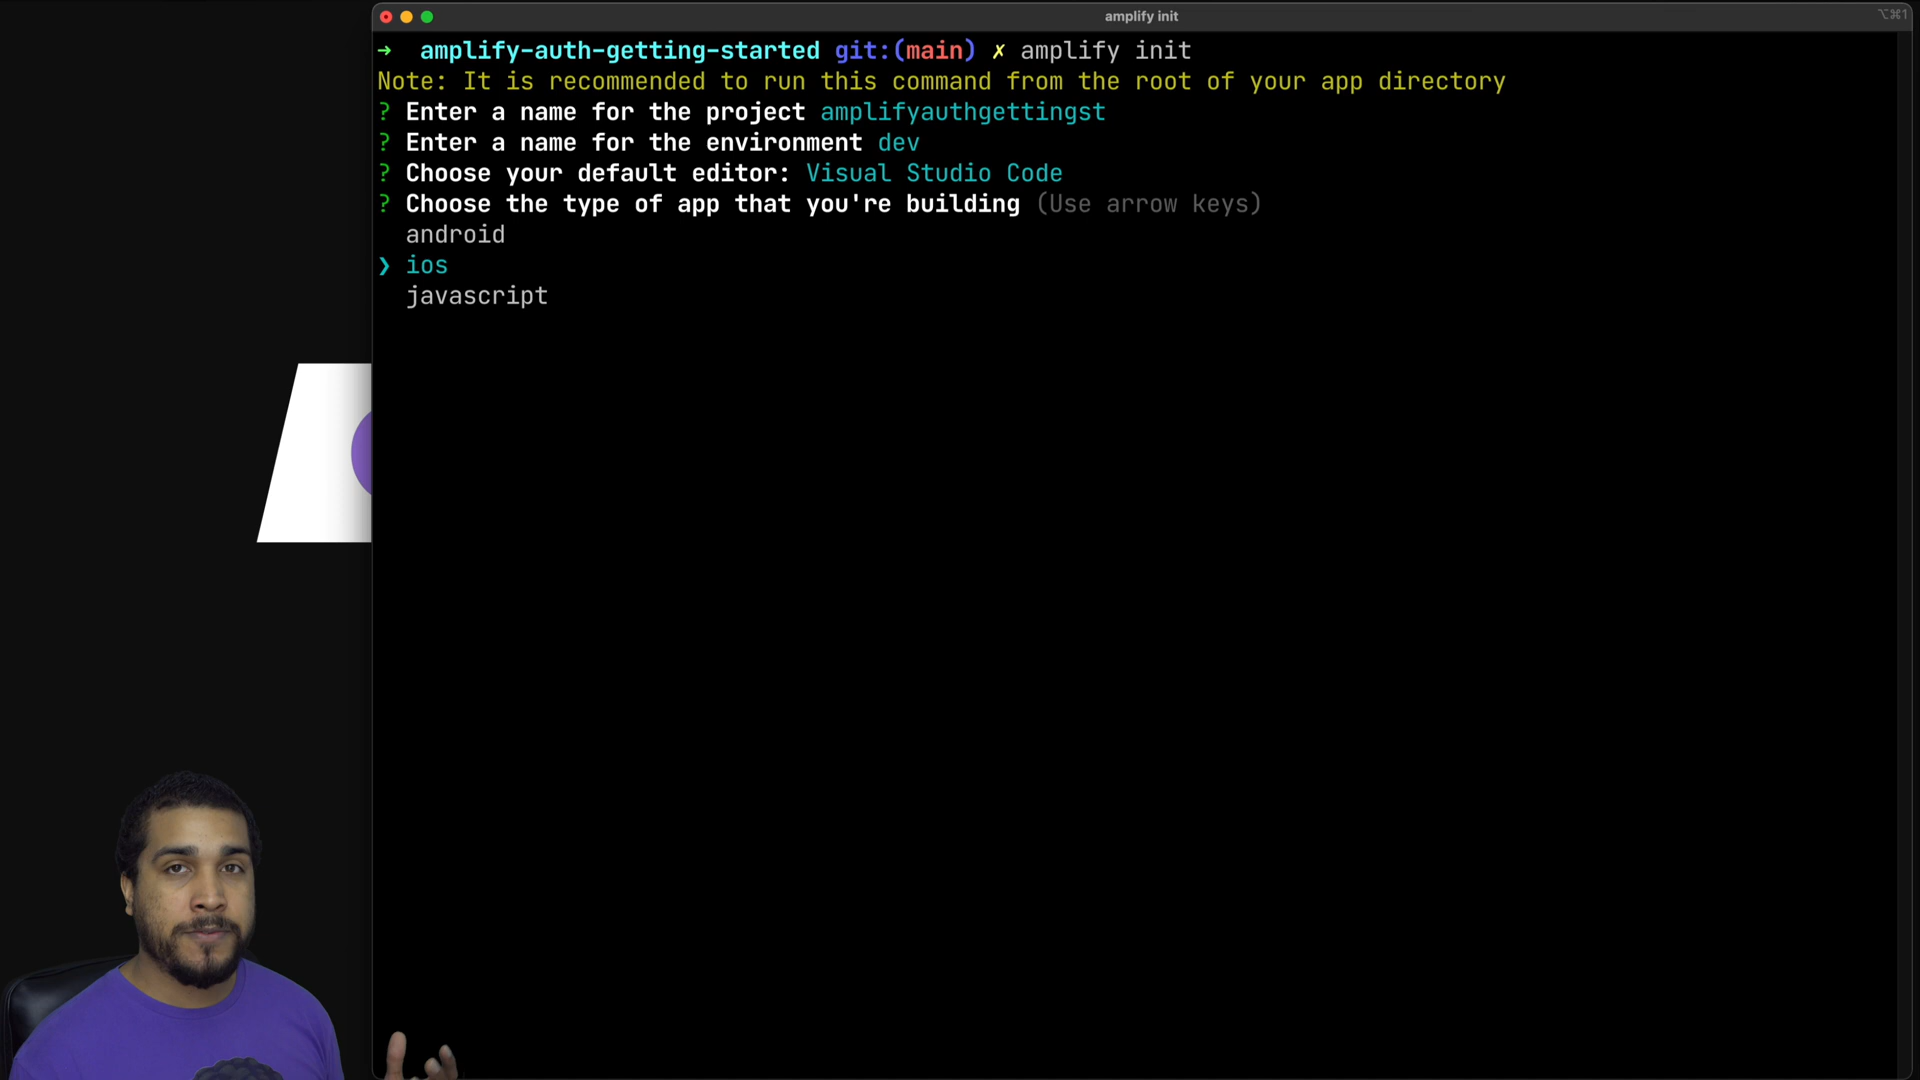 amplify init
⌥⌘1
➜ amplify-auth-getting-started git:(main) ✗ amplify init
Note: It is recommended to run this command from the root of your app directory
? Enter a name for the project amplifyauthgettingst
? Enter a name for the environment dev
? Choose your default editor: Visual Studio Code
? Choose the type of app that you're building (Use arrow keys)
android
❯ ios
javascript